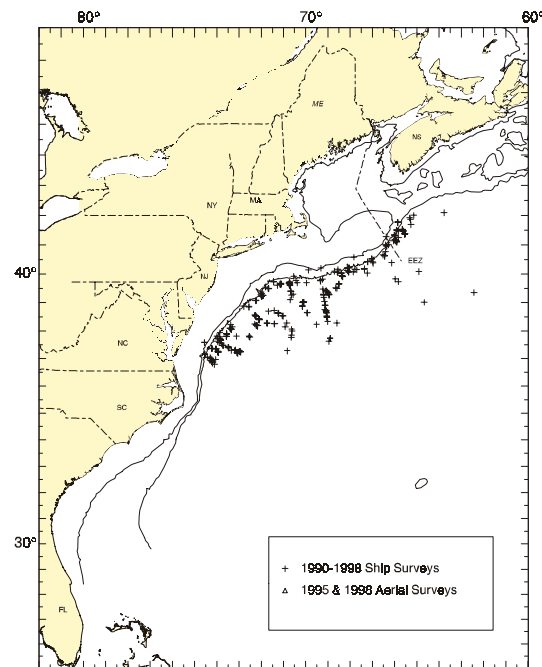 80°
70°
60°
ME
NS
NY
MA
EEZ
NJ
40°
NC
SC
30°
+ 1990-1998 Ship Surveys
△ 1995 & 1998 Aerial Surveys
FL